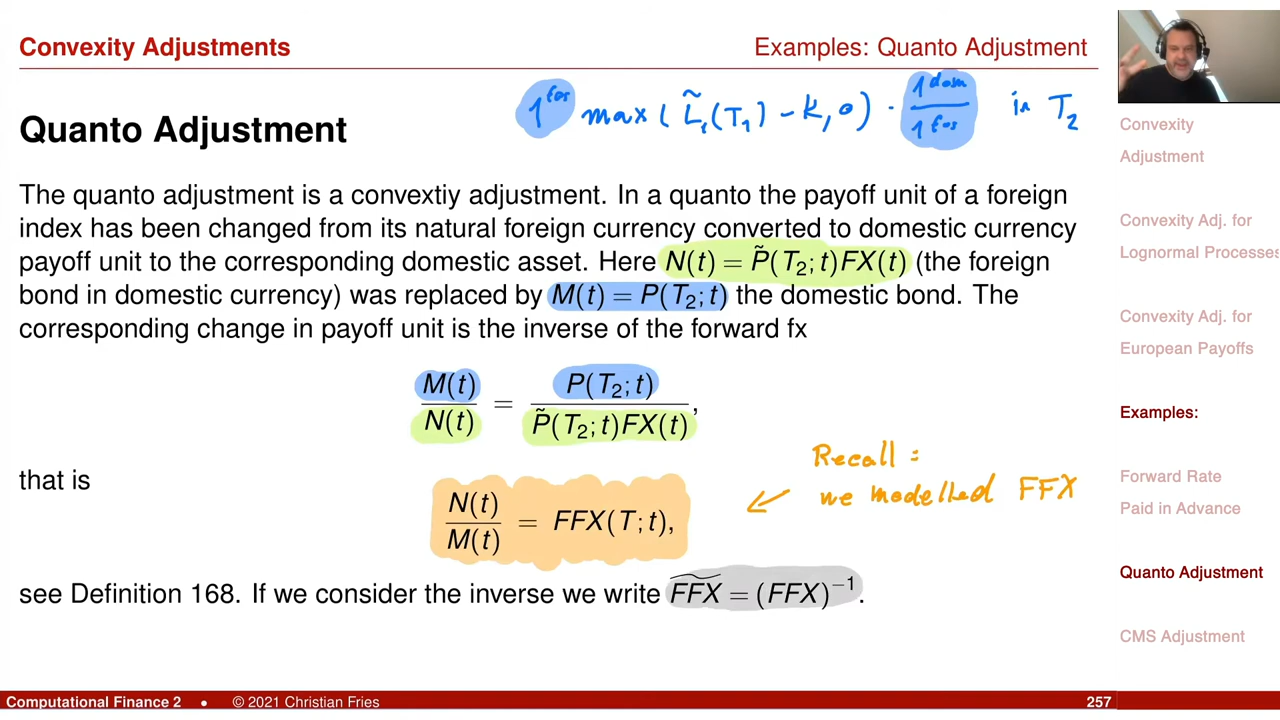 Convexity Adjustments
Examples: Quanto Adjustment
1^for max ( L̃₁(T₁) − K, 0 ) · 1^dom / 1^for in T₂
Quanto Adjustment
The quanto adjustment is a convextiy adjustment. In a quanto the payoff unit of a foreign
index has been changed from its natural foreign currency converted to domestic currency
payoff unit to the corresponding domestic asset. Here N(t) = P̃(T₂; t)FX(t) (the foreign
bond in domestic currency) was replaced by M(t) = P(T₂; t) the domestic bond. The
corresponding change in payoff unit is the inverse of the forward fx
M(t) / N(t) = P(T₂; t) / P̃(T₂; t)FX(t),
Recall :
we modelled FFX
that is
N(t) / M(t) = FFX(T; t),
see Definition 168. If we consider the inverse we write F̃F̃X̃ = (FFX)⁻¹.
Convexity
Adjustment
Convexity Adj. for
Lognormal Processes
Convexity Adj. for
European Payoffs
Examples:
Forward Rate
Paid in Advance
Quanto Adjustment
CMS Adjustment
Computational Finance 2 • © 2021 Christian Fries
257